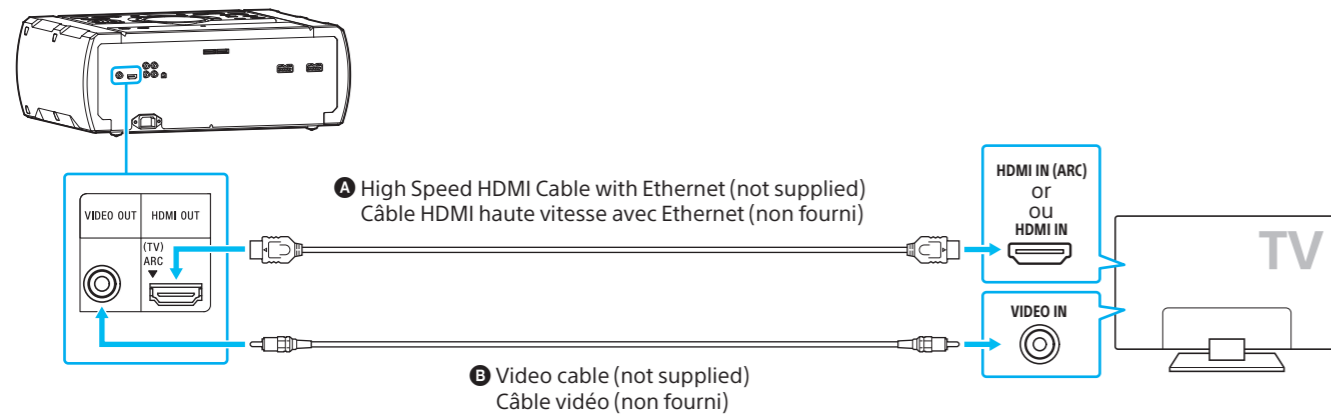 Ⓐ High Speed HDMI Cable with Ethernet (not supplied)
Câble HDMI haute vitesse avec Ethernet (non fourni)
VIDEO OUT
HDMI OUT
(TV)
ARC
HDMI IN (ARC)
or
ou
HDMI IN
TV
VIDEO IN
Ⓑ Video cable (not supplied)
Câble vidéo (non fourni)